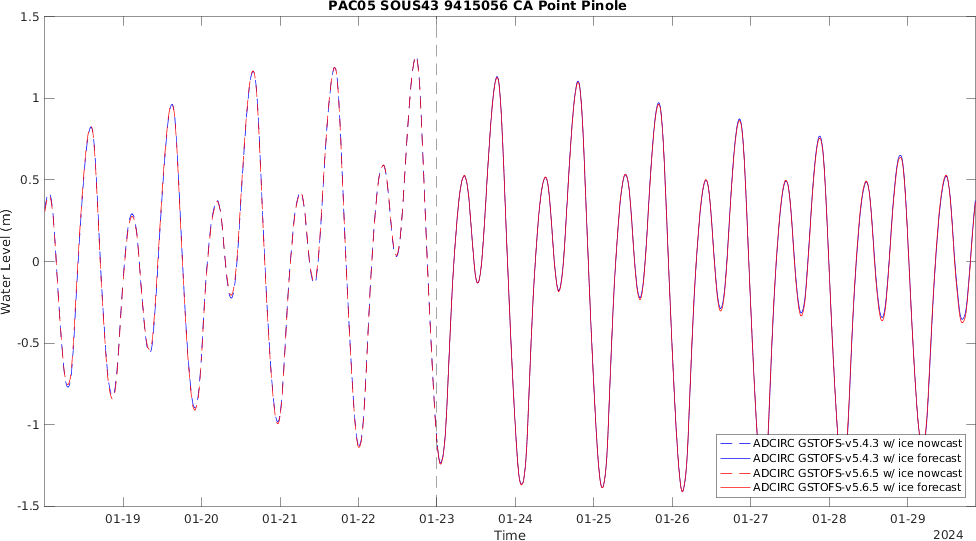 PAC05 SOUS43 9415056 CA Point Pinole
1.5
1
0.5
0
-0.5
-1
-1.5
Water Level (m)
01-19 01-20 01-21 01-22 01-23 01-24 01-25 01-26 01-27 01-28 01-29
Time
2024
ADCIRC GSTOFS-v5.4.3 w/ ice nowcast
ADCIRC GSTOFS-v5.4.3 w/ ice forecast
ADCIRC GSTOFS-v5.6.5 w/ ice nowcast
ADCIRC GSTOFS-v5.6.5 w/ ice forecast